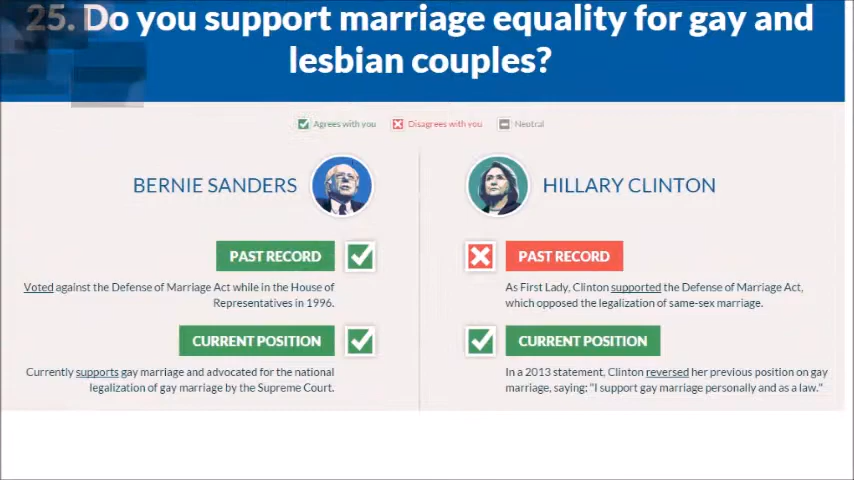 25. Do you support marriage equality for gay and
lesbian couples?
Agrees with you Disagrees with you Neutral
BERNIE SANDERS
PAST RECORD
Voted against the Defense of Marriage Act while in the House of
Representatives in 1996.
CURRENT POSITION
Currently supports gay marriage and advocated for the national
legalization of gay marriage by the Supreme Court.
HILLARY CLINTON
PAST RECORD
As First Lady, Clinton supported the Defense of Marriage Act,
which opposed the legalization of same-sex marriage.
CURRENT POSITION
In a 2013 statement, Clinton reversed her previous position on gay
marriage, saying: "I support gay marriage personally and as a law."